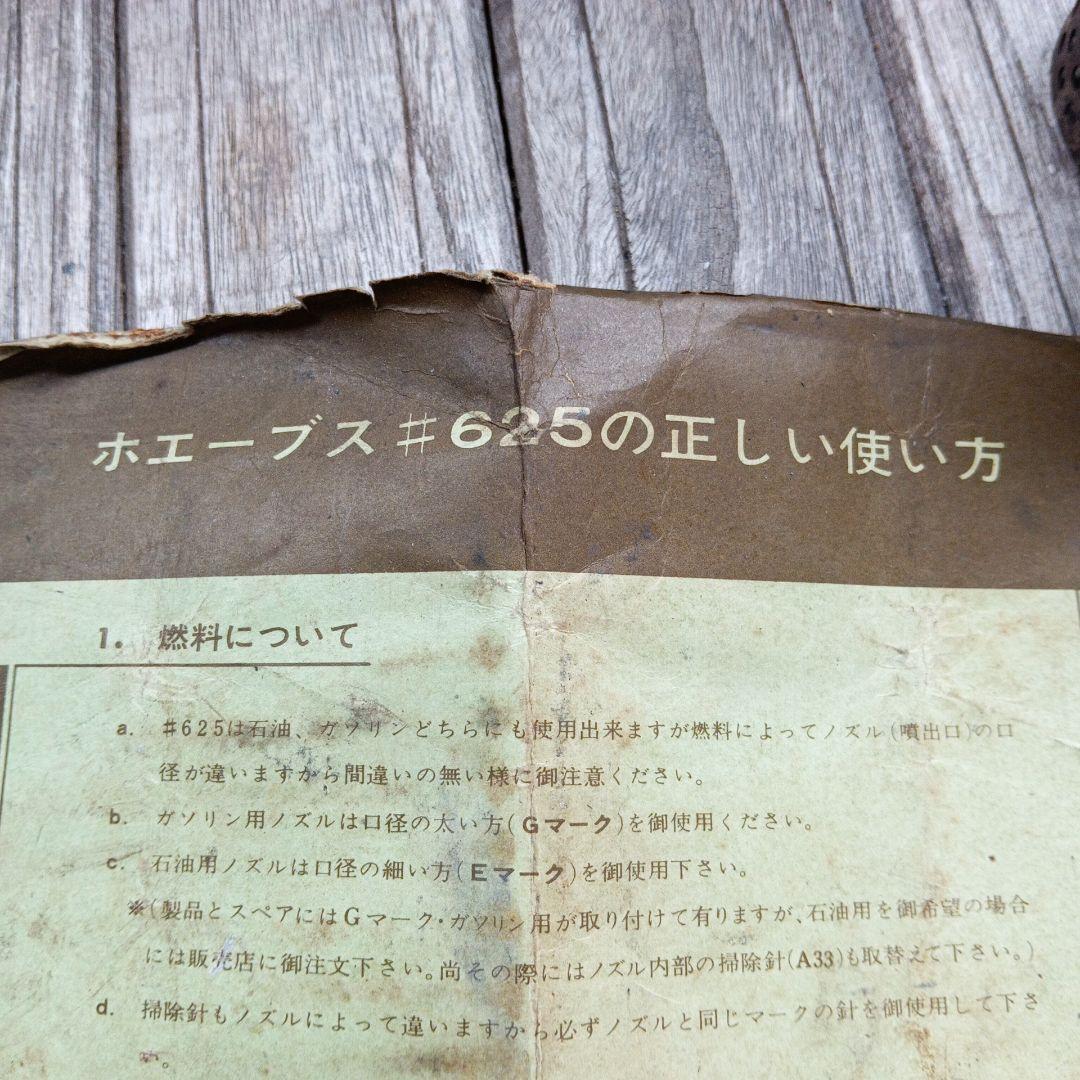 ホエーブス#625の正しい使い方
1. 燃料について
a. #625は石油、ガソリンどちらにも使用出来ますが燃料によってノズル(噴出口)の口
径が違いますから間違いの無い様に御注意ください。
b. ガソリン用ノズルは口径の太い方(Gマーク)を御使用ください。
c. 石油用ノズルは口径の細い方(Eマーク)を御使用下さい。
※(製品とスペアにはGマーク・ガソリン用が取り付けて有りますが、石油用を御希望の場合
には販売店に御注文下さい。尚その際にはノズル内部の掃除針(A33)も取替えて下さい。)
d. 掃除針もノズルによって違いますから必ずノズルと同じマークの針を御使用して下さ
い。